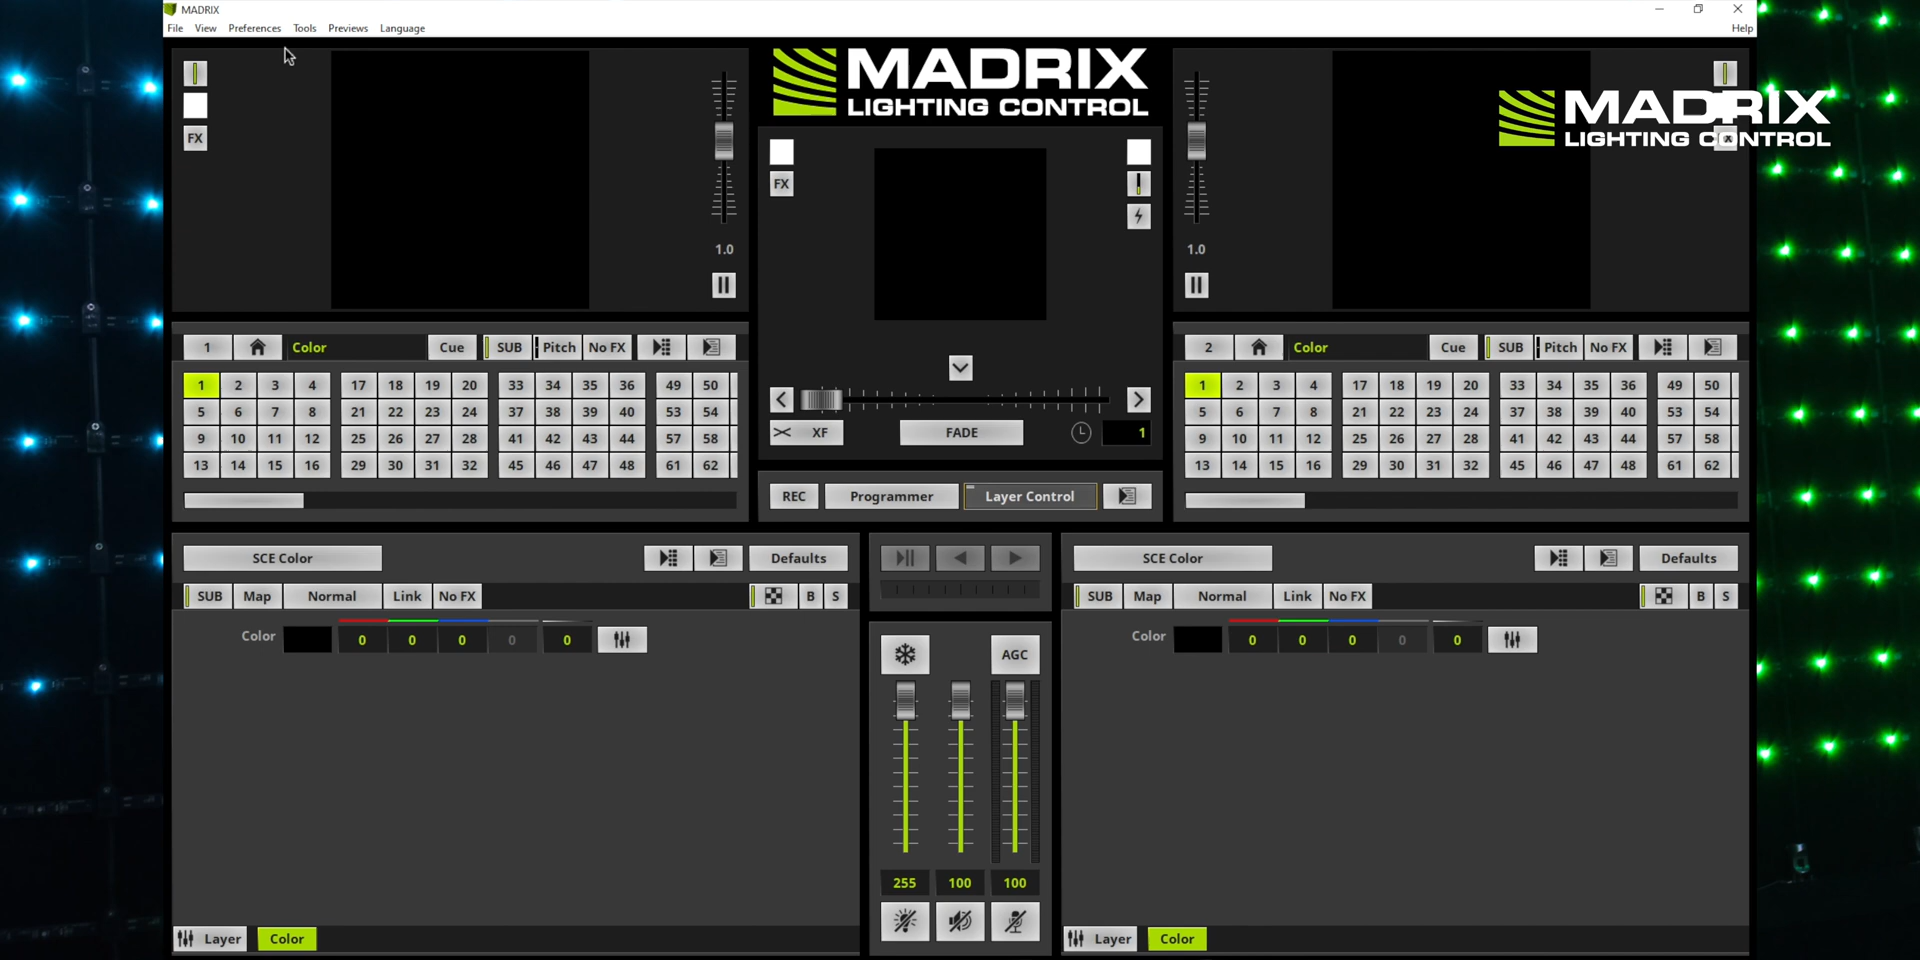 MADRIX
File View Preferences Tools Previews Language Help
MADRIX
LIGHTING CONTROL
MADRIX
LIGHTING CONTROL
FX
1.0
FX
1.0
1 Color Cue SUB Pitch No FX
1 2 3 4 17 18 19 20 33 34 35 36 49 50
5 6 7 8 21 22 23 24 37 38 39 40 53 54
9 10 11 12 25 26 27 28 41 42 43 44 57 58
13 14 15 16 29 30 31 32 45 46 47 48 61 62
XF FADE 1
REC Programmer Layer Control
2 Color Cue SUB Pitch No FX
1 2 3 4 17 18 19 20 33 34 35 36 49 50
5 6 7 8 21 22 23 24 37 38 39 40 53 54
9 10 11 12 25 26 27 28 41 42 43 44 57 58
13 14 15 16 29 30 31 32 45 46 47 48 61 62
SCE Color Defaults
SUB Map Normal Link No FX B S
Color 0 0 0 0 0
Layer Color
AGC
255 100 100
SCE Color Defaults
SUB Map Normal Link No FX B S
Color 0 0 0 0 0
Layer Color